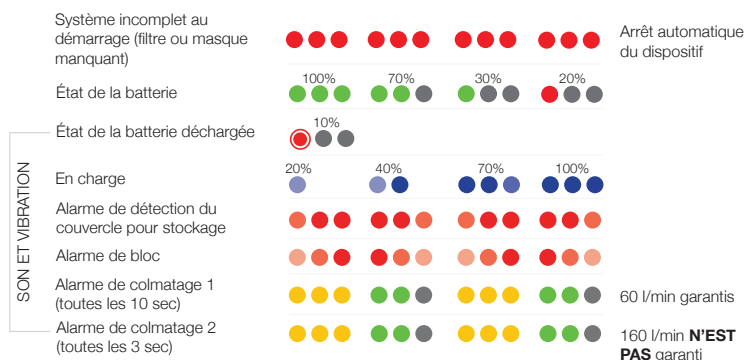 Système incomplet au
démarrage (filtre ou masque
manquant)
Arrêt automatique
du dispositif
100% 70% 30% 20%
État de la batterie
10%
État de la batterie déchargée
20% 40% 70% 100%
En charge
Alarme de détection du
couvercle pour stockage
Alarme de bloc
Alarme de colmatage 1
(toutes les 10 sec)
60 l/min garantis
Alarme de colmatage 2
(toutes les 3 sec)
160 l/min N'EST
PAS garanti
SON ET VIBRATION